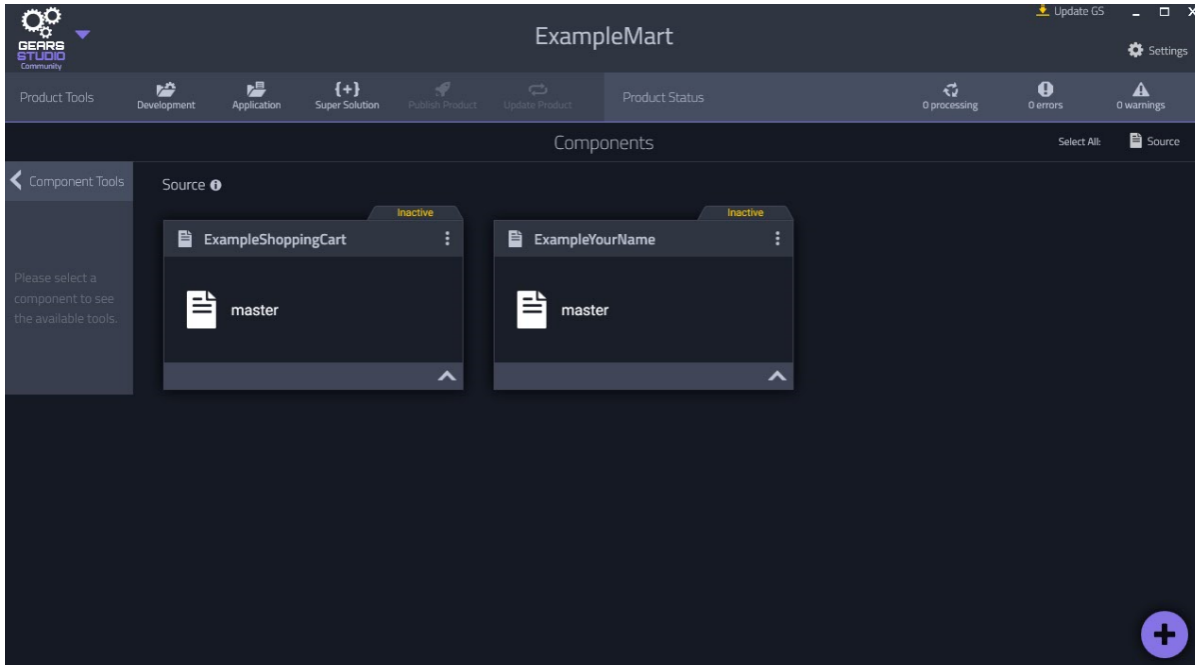 Update GS
GEARS
STUDIO
Community
ExampleMart
Settings
Product Tools
Development
Application
{+}
Super Solution
Publish Product
Update Product
Product Status
0 processing
0 errors
0 warnings
Components
Select All:
Source
Component Tools
Source
Please select a
component to see
the available tools.
Inactive
ExampleShoppingCart
master
Inactive
ExampleYourName
master